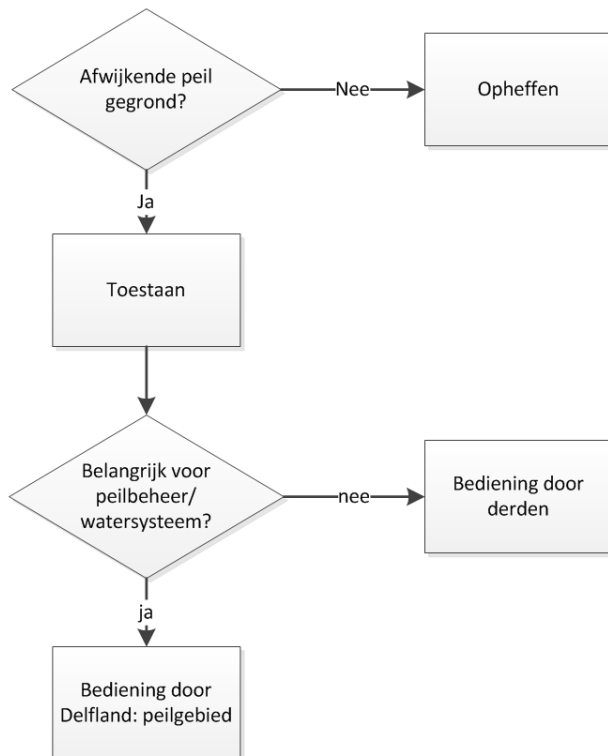 Afwijkende peil
gegrond?
Nee
Opheffen
Ja
Toestaan
Belangrijk voor
peilbeheer/
watersysteem?
nee
Bediening door
derden
ja
Bediening door
Delfland: peilgebied